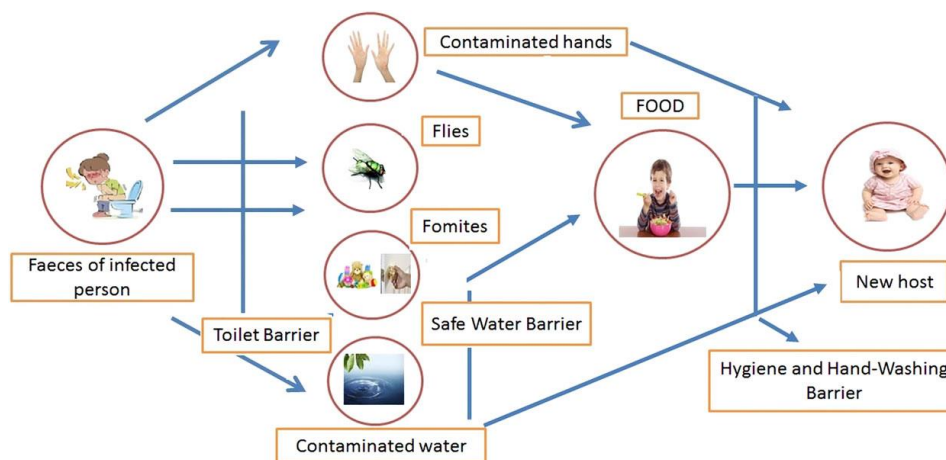 Contaminated hands
FOOD
Flies
Fomites
Faeces of infected
person
New host
Toilet Barrier
Safe Water Barrier
Hygiene and Hand-Washing
Barrier
Contaminated water